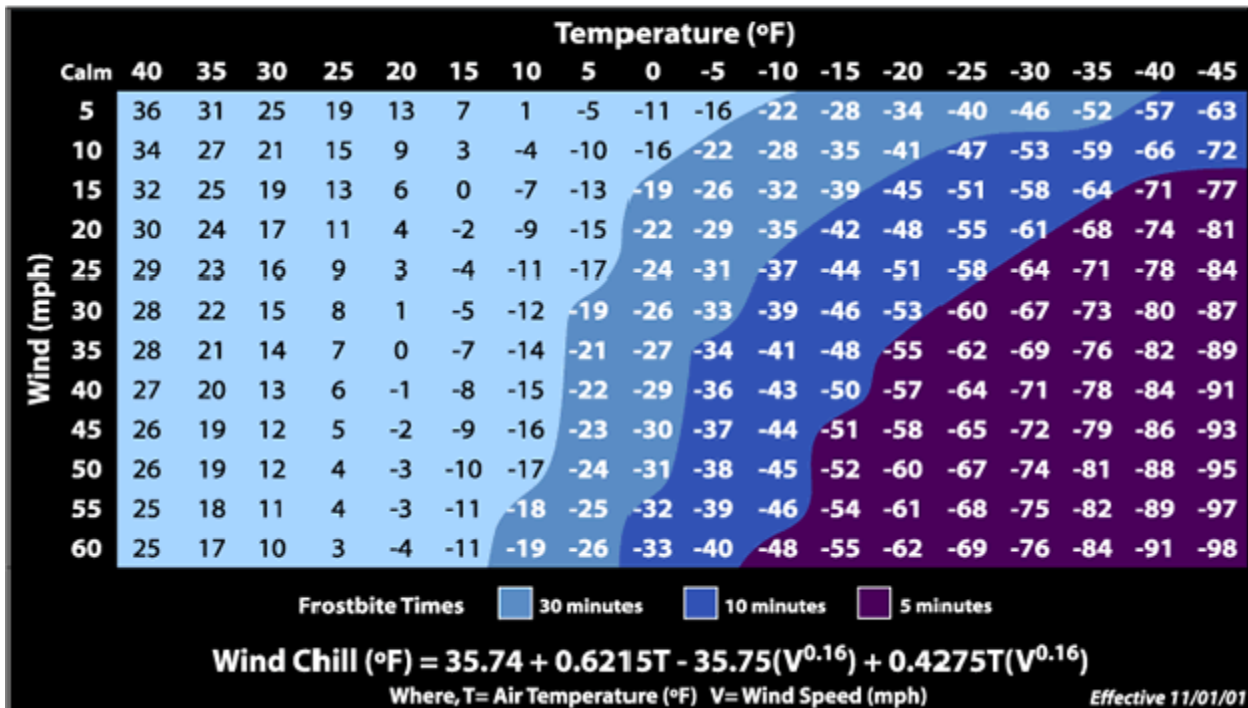 Temperature (ºF)
Calm 40 35 30 25 20 15 10 5 0 -5 -10 -15 -20 -25 -30 -35 -40 -45
Wind (mph)
5 36 31 25 19 13 7 1 -5 -11 -16 -22 -28 -34 -40 -46 -52 -57 -63
10 34 27 21 15 9 3 -4 -10 -16 -22 -28 -35 -41 -47 -53 -59 -66 -72
15 32 25 19 13 6 0 -7 -13 -19 -26 -32 -39 -45 -51 -58 -64 -71 -77
20 30 24 17 11 4 -2 -9 -15 -22 -29 -35 -42 -48 -55 -61 -68 -74 -81
25 29 23 16 9 3 -4 -11 -17 -24 -31 -37 -44 -51 -58 -64 -71 -78 -84
30 28 22 15 8 1 -5 -12 -19 -26 -33 -39 -46 -53 -60 -67 -73 -80 -87
35 28 21 14 7 0 -7 -14 -21 -27 -34 -41 -48 -55 -62 -69 -76 -82 -89
40 27 20 13 6 -1 -8 -15 -22 -29 -36 -43 -50 -57 -64 -71 -78 -84 -91
45 26 19 12 5 -2 -9 -16 -23 -30 -37 -44 -51 -58 -65 -72 -79 -86 -93
50 26 19 12 4 -3 -10 -17 -24 -31 -38 -45 -52 -60 -67 -74 -81 -88 -95
55 25 18 11 4 -3 -11 -18 -25 -32 -39 -46 -54 -61 -68 -75 -82 -89 -97
60 25 17 10 3 -4 -11 -19 -26 -33 -40 -48 -55 -62 -69 -76 -84 -91 -98
Frostbite Times 30 minutes 10 minutes 5 minutes
Wind Chill (ºF) = 35.74 + 0.6215T - 35.75(V^0.16) + 0.4275T(V^0.16)
Where, T= Air Temperature (ºF) V= Wind Speed (mph) Effective 11/01/01